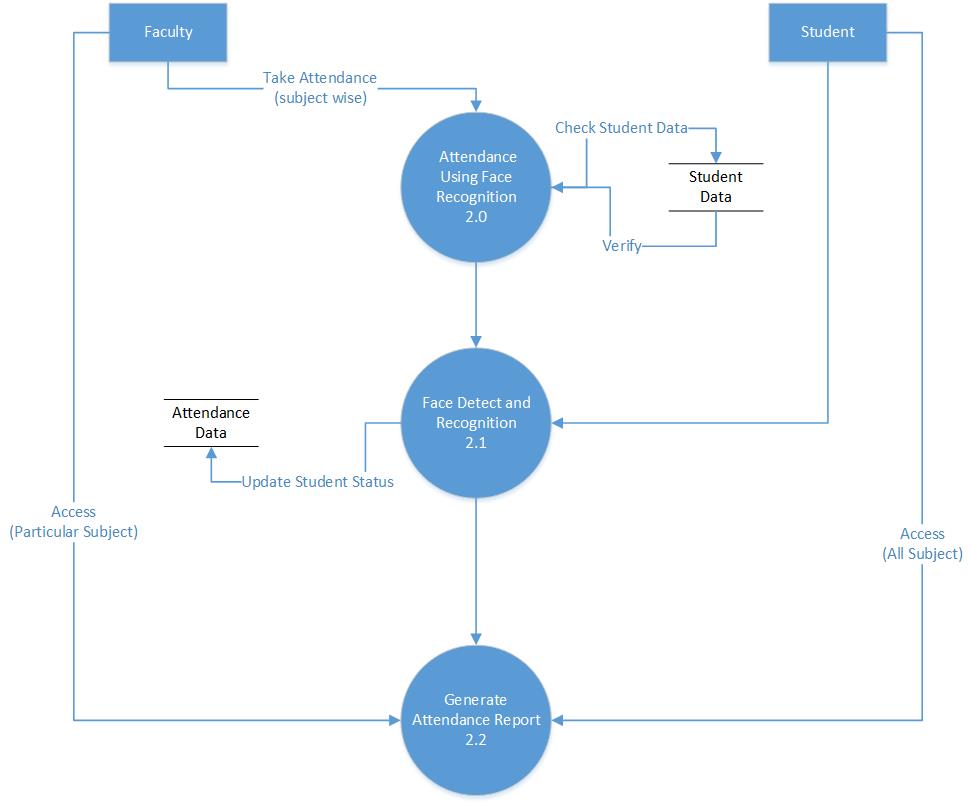 Faculty
Student
Take Attendance
(subject wise)
Check Student Data
Attendance
Using Face
Recognition
2.0
Student
Data
Verify
Face Detect and
Recognition
2.1
Attendance
Data
Update Student Status
Access
(Particular Subject)
Access
(All Subject)
Generate
Attendance Report
2.2